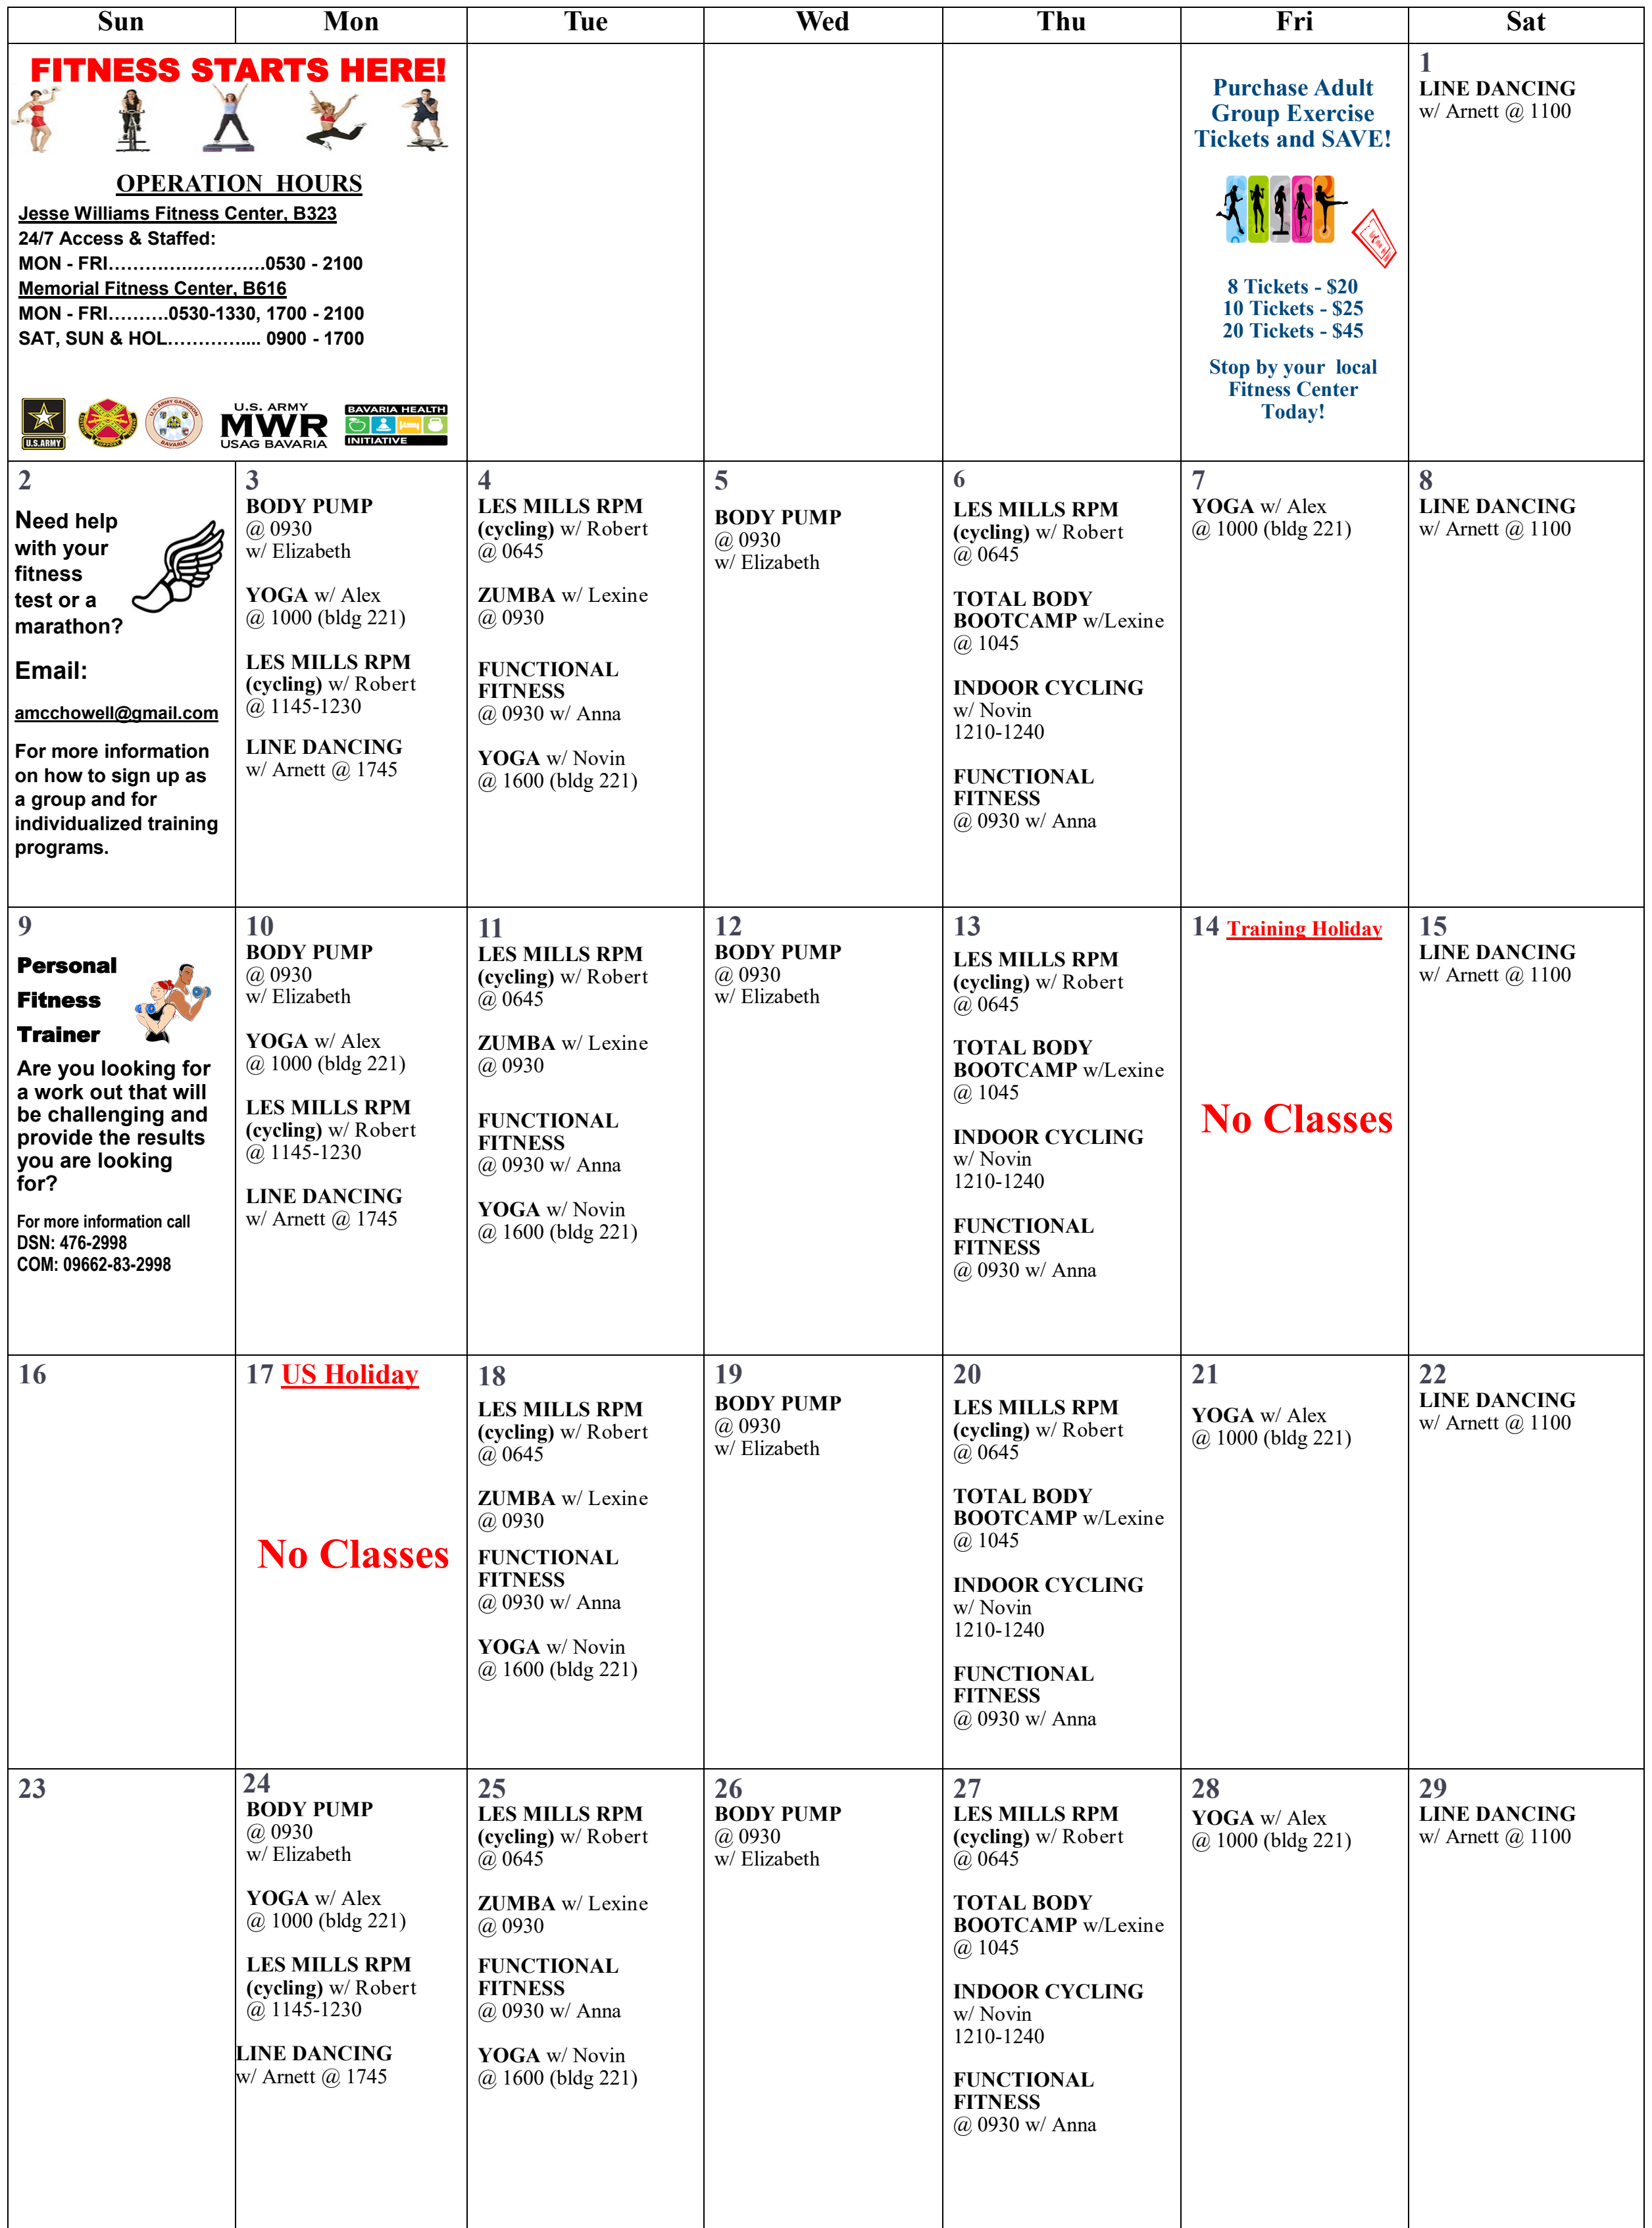 Sun Mon Tue Wed Thu Fri Sat
FITNESS STARTS HERE!
OPERATION HOURS
Jesse Williams Fitness Center, B323
24/7 Access & Staffed:
MON - FRI…………………….0530 - 2100
Memorial Fitness Center, B616
MON - FRI……….0530-1330, 1700 - 2100
SAT, SUN & HOL………….... 0900 - 1700
U.S.ARMY
U.S. ARMY GARRISON
BAVARIA
U.S. ARMY
MWR
USAG BAVARIA
BAVARIA HEALTH
INITIATIVE
Purchase Adult
Group Exercise
Tickets and SAVE!
8 Tickets - $20
10 Tickets - $25
20 Tickets - $45
Stop by your local
Fitness Center
Today!
1
LINE DANCING
w/ Arnett @ 1100
2
Need help
with your
fitness
test or a
marathon?
Email:
amcchowell@gmail.com
For more information
on how to sign up as
a group and for
individualized training
programs.
3
BODY PUMP
@ 0930
w/ Elizabeth
YOGA w/ Alex
@ 1000 (bldg 221)
LES MILLS RPM
(cycling) w/ Robert
@ 1145-1230
LINE DANCING
w/ Arnett @ 1745
4
LES MILLS RPM
(cycling) w/ Robert
@ 0645
ZUMBA w/ Lexine
@ 0930
FUNCTIONAL
FITNESS
@ 0930 w/ Anna
YOGA w/ Novin
@ 1600 (bldg 221)
5
BODY PUMP
@ 0930
w/ Elizabeth
6
LES MILLS RPM
(cycling) w/ Robert
@ 0645
TOTAL BODY
BOOTCAMP w/Lexine
@ 1045
INDOOR CYCLING
w/ Novin
1210-1240
FUNCTIONAL
FITNESS
@ 0930 w/ Anna
7
YOGA w/ Alex
@ 1000 (bldg 221)
8
LINE DANCING
w/ Arnett @ 1100
9
Personal
Fitness
Trainer
Are you looking for
a work out that will
be challenging and
provide the results
you are looking
for?
For more information call
DSN: 476-2998
COM: 09662-83-2998
10
BODY PUMP
@ 0930
w/ Elizabeth
YOGA w/ Alex
@ 1000 (bldg 221)
LES MILLS RPM
(cycling) w/ Robert
@ 1145-1230
LINE DANCING
w/ Arnett @ 1745
11
LES MILLS RPM
(cycling) w/ Robert
@ 0645
ZUMBA w/ Lexine
@ 0930
FUNCTIONAL
FITNESS
@ 0930 w/ Anna
YOGA w/ Novin
@ 1600 (bldg 221)
12
BODY PUMP
@ 0930
w/ Elizabeth
13
LES MILLS RPM
(cycling) w/ Robert
@ 0645
TOTAL BODY
BOOTCAMP w/Lexine
@ 1045
INDOOR CYCLING
w/ Novin
1210-1240
FUNCTIONAL
FITNESS
@ 0930 w/ Anna
14 Training Holiday
No Classes
15
LINE DANCING
w/ Arnett @ 1100
16
17 US Holiday
No Classes
18
LES MILLS RPM
(cycling) w/ Robert
@ 0645
ZUMBA w/ Lexine
@ 0930
FUNCTIONAL
FITNESS
@ 0930 w/ Anna
YOGA w/ Novin
@ 1600 (bldg 221)
19
BODY PUMP
@ 0930
w/ Elizabeth
20
LES MILLS RPM
(cycling) w/ Robert
@ 0645
TOTAL BODY
BOOTCAMP w/Lexine
@ 1045
INDOOR CYCLING
w/ Novin
1210-1240
FUNCTIONAL
FITNESS
@ 0930 w/ Anna
21
YOGA w/ Alex
@ 1000 (bldg 221)
22
LINE DANCING
w/ Arnett @ 1100
23
24
BODY PUMP
@ 0930
w/ Elizabeth
YOGA w/ Alex
@ 1000 (bldg 221)
LES MILLS RPM
(cycling) w/ Robert
@ 1145-1230
LINE DANCING
w/ Arnett @ 1745
25
LES MILLS RPM
(cycling) w/ Robert
@ 0645
ZUMBA w/ Lexine
@ 0930
FUNCTIONAL
FITNESS
@ 0930 w/ Anna
YOGA w/ Novin
@ 1600 (bldg 221)
26
BODY PUMP
@ 0930
w/ Elizabeth
27
LES MILLS RPM
(cycling) w/ Robert
@ 0645
TOTAL BODY
BOOTCAMP w/Lexine
@ 1045
INDOOR CYCLING
w/ Novin
1210-1240
FUNCTIONAL
FITNESS
@ 0930 w/ Anna
28
YOGA w/ Alex
@ 1000 (bldg 221)
29
LINE DANCING
w/ Arnett @ 1100